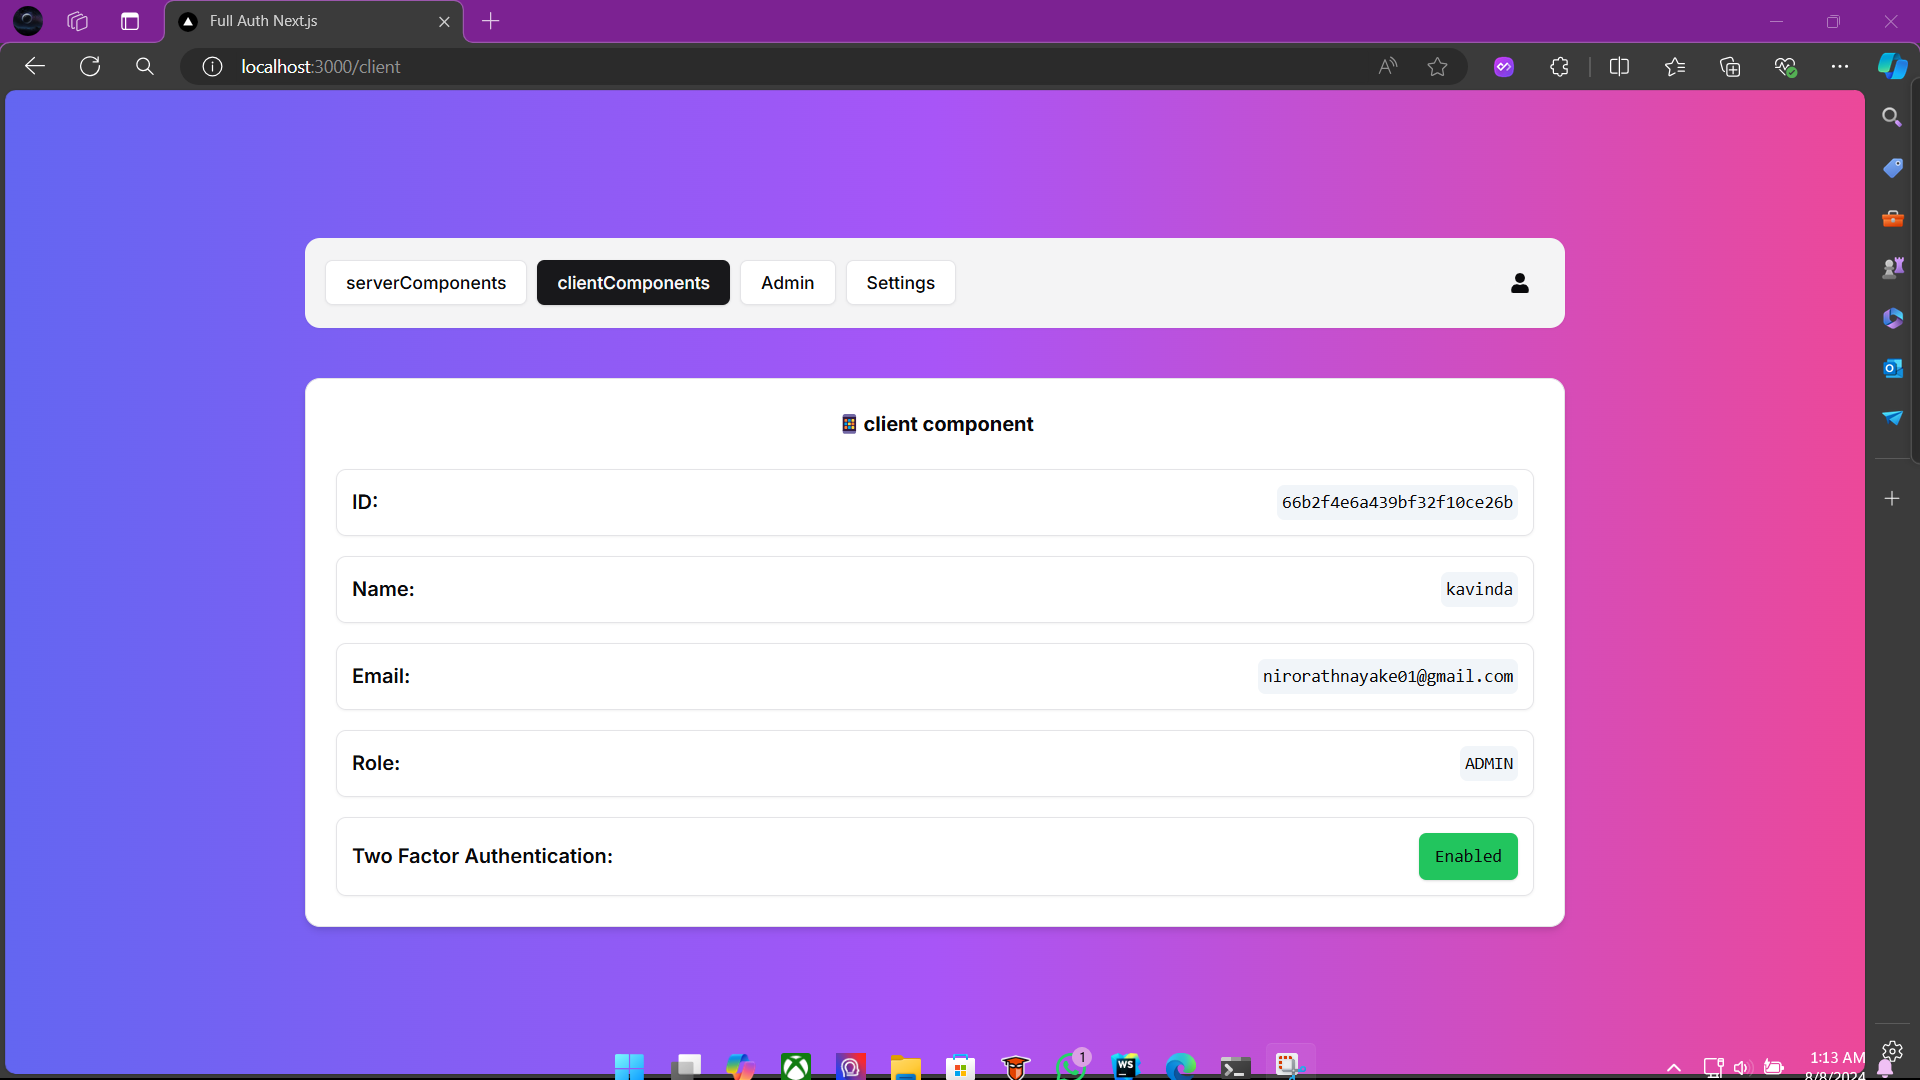 Full Auth Next.js
localhost:3000/client
serverComponents
clientComponents
Admin
Settings
client component
ID:
66b2f4e6a439bf32f10ce26b
Name:
kavinda
Email:
nirorathnayake01@gmail.com
Role:
ADMIN
Two Factor Authentication:
Enabled
1
WS
1:13 AM
8/8/2024